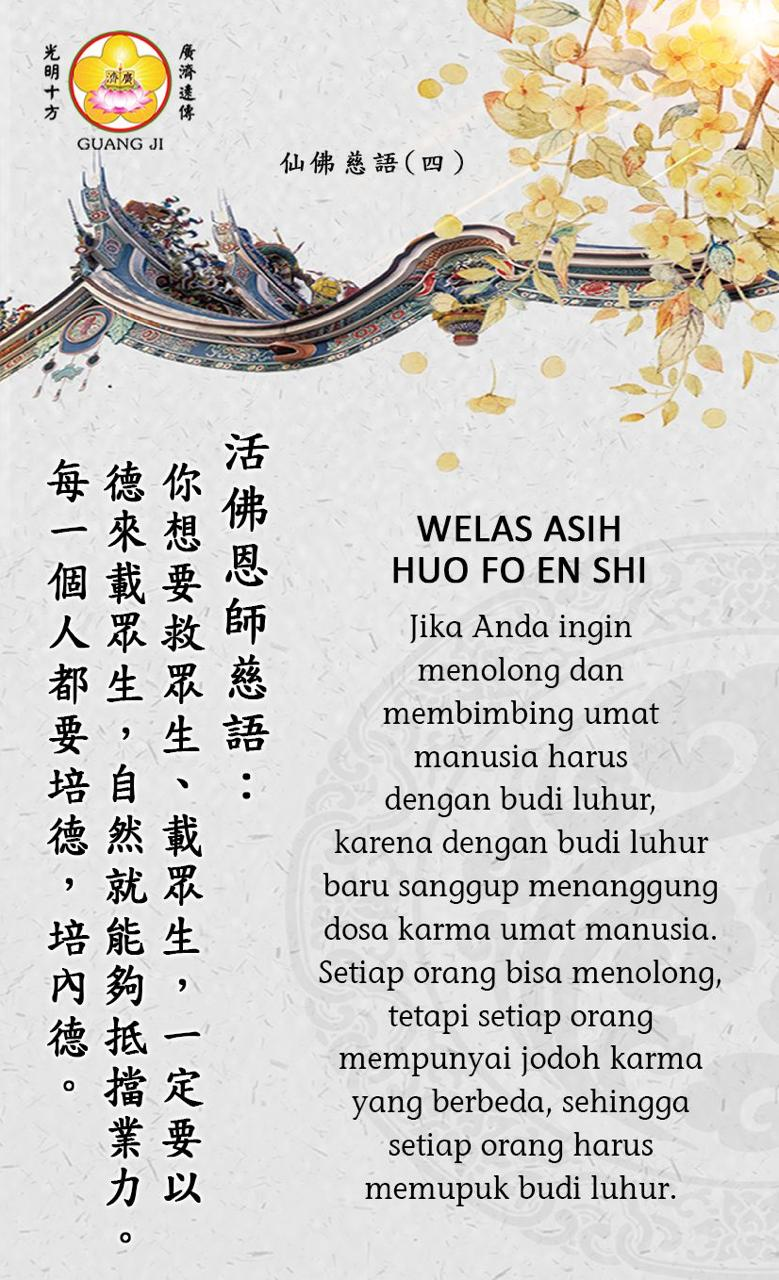 光明十方
廣濟
廣濟遠傳
GUANG JI
仙佛慈語(四)
活佛恩師慈語：
你想要救眾生、載眾生，一定要以
德來載眾生，自然就能夠抵擋業力。
每一個人都要培德，培內德。
WELAS ASIH
HUO FO EN SHI
Jika Anda ingin
menolong dan
membimbing umat
manusia harus
dengan budi luhur,
karena dengan budi luhur
baru sanggup menanggung
dosa karma umat manusia.
Setiap orang bisa menolong,
tetapi setiap orang
mempunyai jodoh karma
yang berbeda, sehingga
setiap orang harus
memupuk budi luhur.